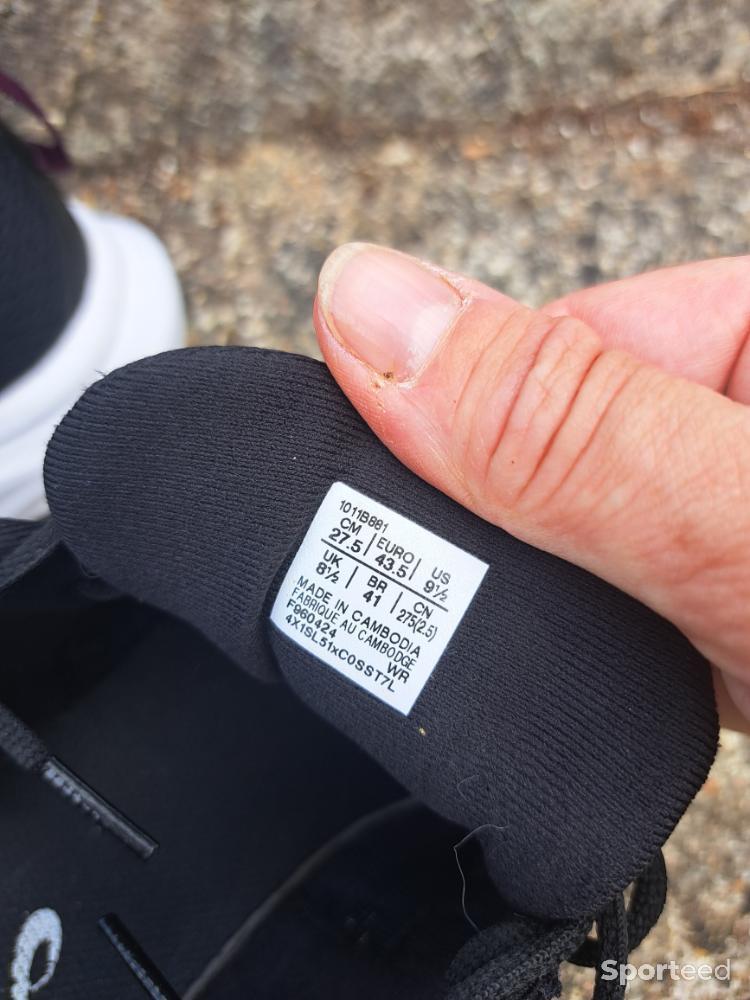 1011B881
CM | EURO | US
27.5 | 43.5 | 9½
UK | BR | CN
8½ | 41 | 275(2.5)
MADE IN CAMBODIA
FABRIQUE AU CAMBODGE
F960424 WR
4X1SL51xC0SST7L
Sporteed